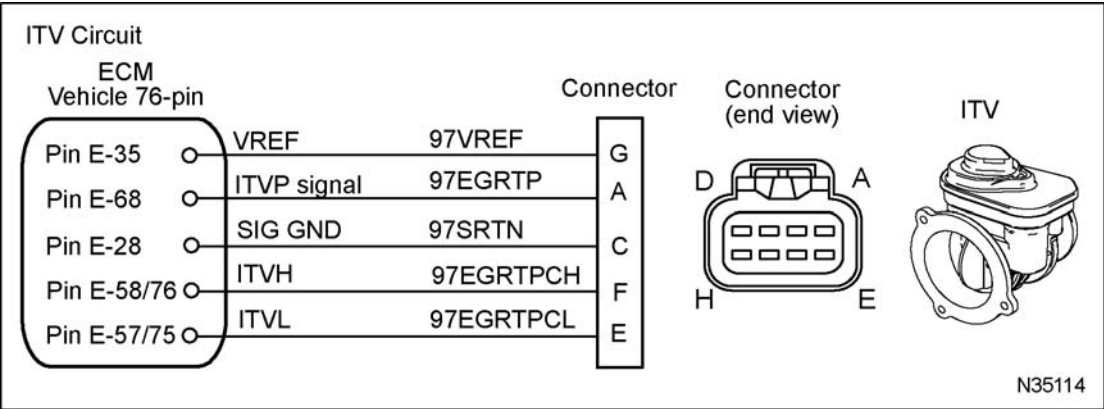 ITV Circuit
ECM
Vehicle 76-pin
Connector
Connector
(end view)
ITV
Pin E-35 VREF 97VREF G
Pin E-68 ITVP signal 97EGRTP A
Pin E-28 SIG GND 97SRTN C
Pin E-58/76 ITVH 97EGRTPCH F
Pin E-57/75 ITVL 97EGRTPCL E
D A
H E
N35114